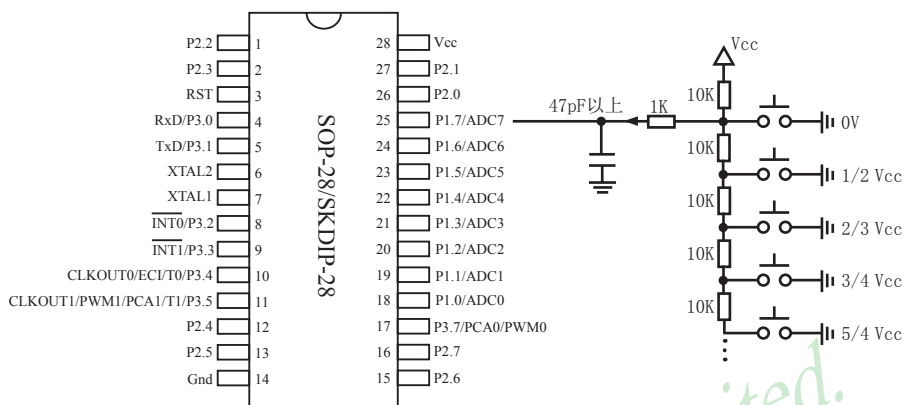 P2.2 1
P2.3 2
RST 3
RxD/P3.0 4
TxD/P3.1 5
XTAL2 6
XTAL1 7
INT0/P3.2 8
INT1/P3.3 9
CLKOUT0/ECI/T0/P3.4 10
CLKOUT1/PWM1/PCA1/T1/P3.5 11
P2.4 12
P2.5 13
Gnd 14
SOP-28/SKDIP-28
28 Vcc
27 P2.1
26 P2.0
25 P1.7/ADC7
24 P1.6/ADC6
23 P1.5/ADC5
22 P1.4/ADC4
21 P1.3/ADC3
20 P1.2/ADC2
19 P1.1/ADC1
18 P1.0/ADC0
17 P3.7/PCA0/PWM0
16 P2.7
15 P2.6
47pF以上
1K
Vcc
10K
0V
10K
1/2 Vcc
10K
2/3 Vcc
10K
3/4 Vcc
10K
5/4 Vcc